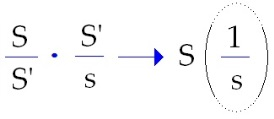 S/S' · S'/s → S 1/s